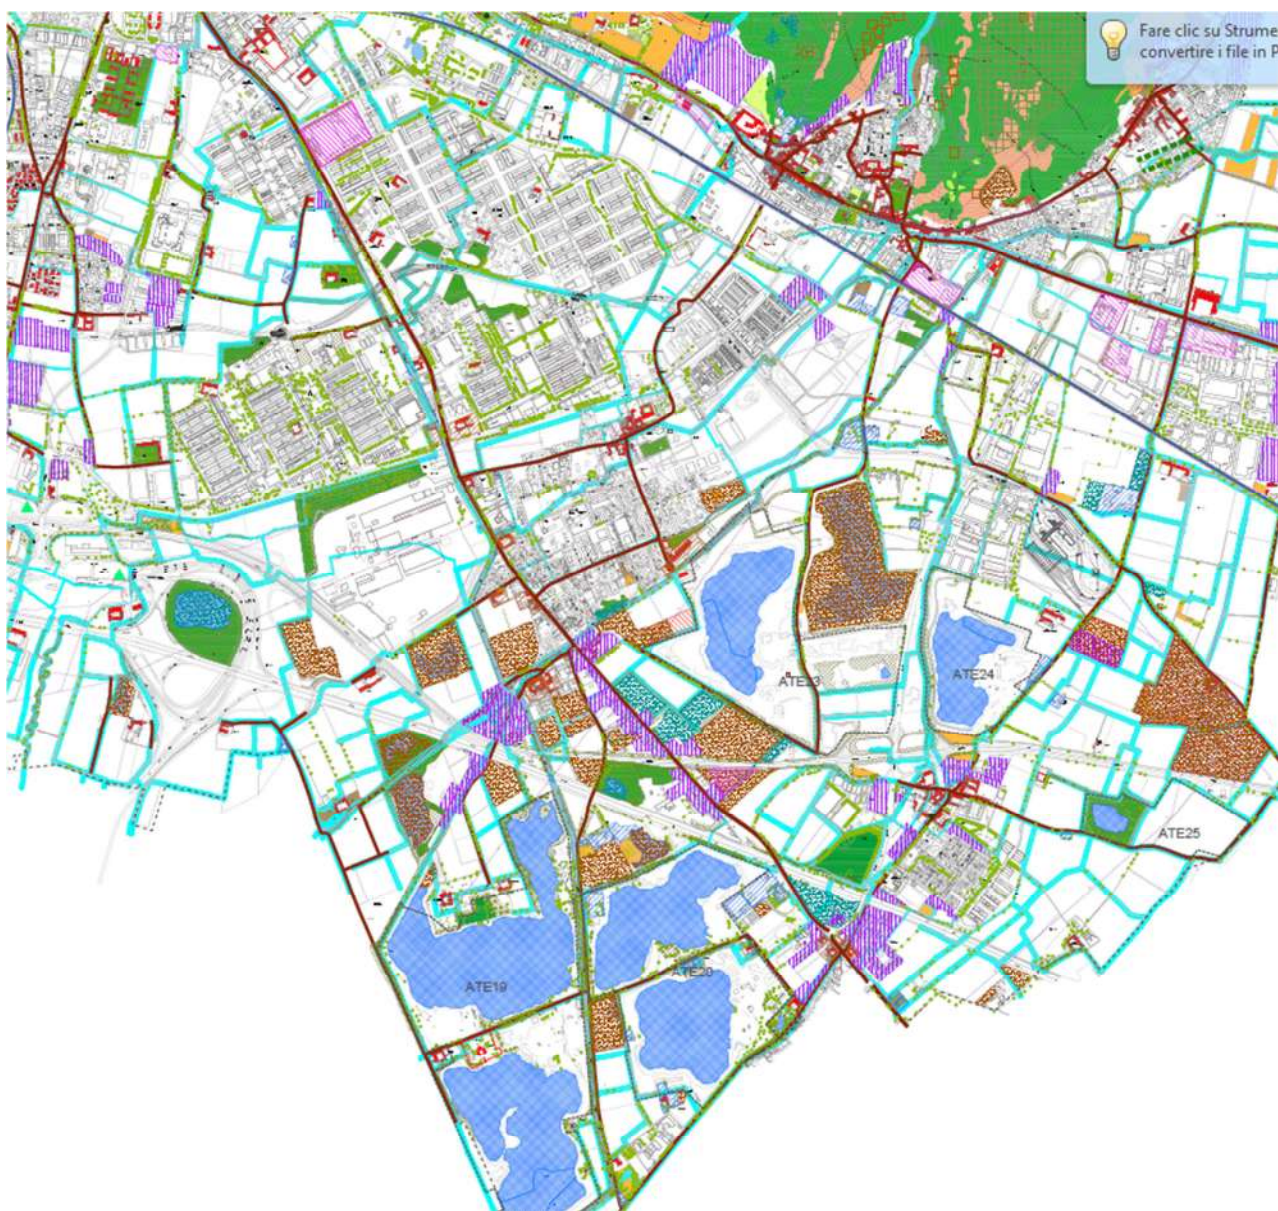 Fare clic su Strume
convertire i file in P
ATE23
ATE24
ATE25
ATE20
ATE19